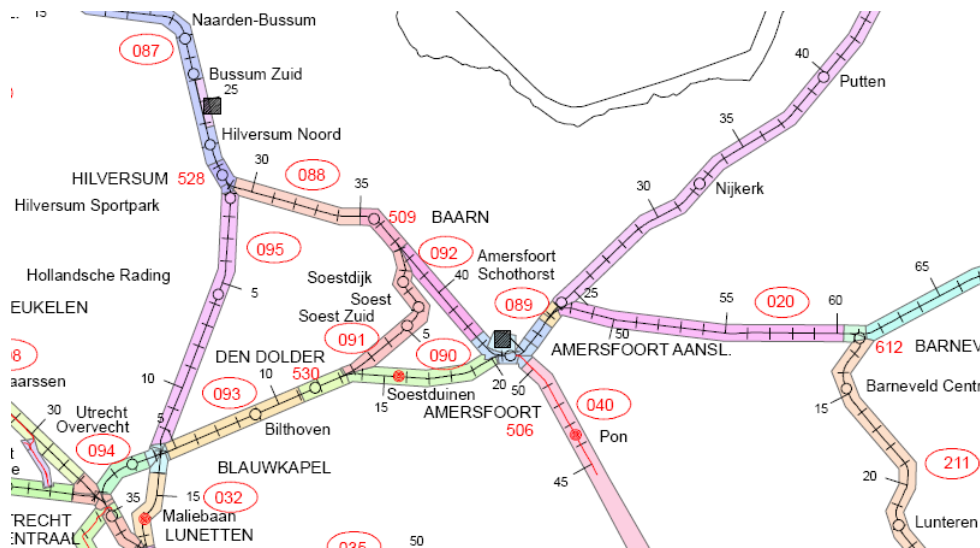 15
Naarden-Bussum
087
Bussum Zuid
25
Hilversum Noord
40
Putten
35
HILVERSUM 528
30
088
35
Hilversum Sportpark
509 BAARN
30
Nijkerk
095
092
Amersfoort
Schothorst
Hollandsche Rading
5
Soestdijk
40
65
EUKELEN
Soest
Soest Zuid
089
25
55
020
60
091
5
090
50
AMERSFOORT AANSL.
612 BARNEV
DEN DOLDER
530
20
50
Barneveld Centr
10
093
10
15
Soestduinen
AMERSFOORT
506
040
15
aarssen
30
Utrecht
Overvecht
Bilthoven
Pon
094
BLAUWKAPEL
45
211
20
032
15
35
Maliebaan
LUNETTEN
Lunteren
TRECHT
ENTRAAL
035
50